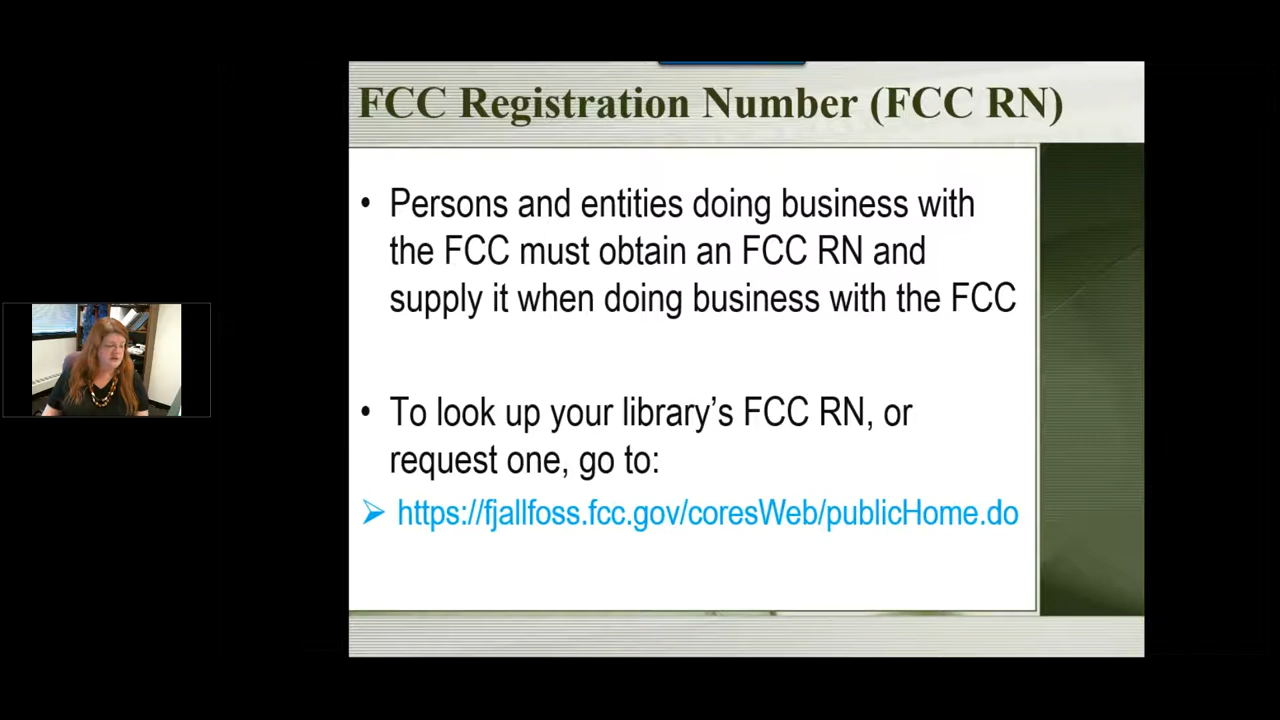 FCC Registration Number (FCC RN)
• Persons and entities doing business with
the FCC must obtain an FCC RN and
supply it when doing business with the FCC
• To look up your library’s FCC RN, or
request one, go to:
➢ https://fjallfoss.fcc.gov/coresWeb/publicHome.do